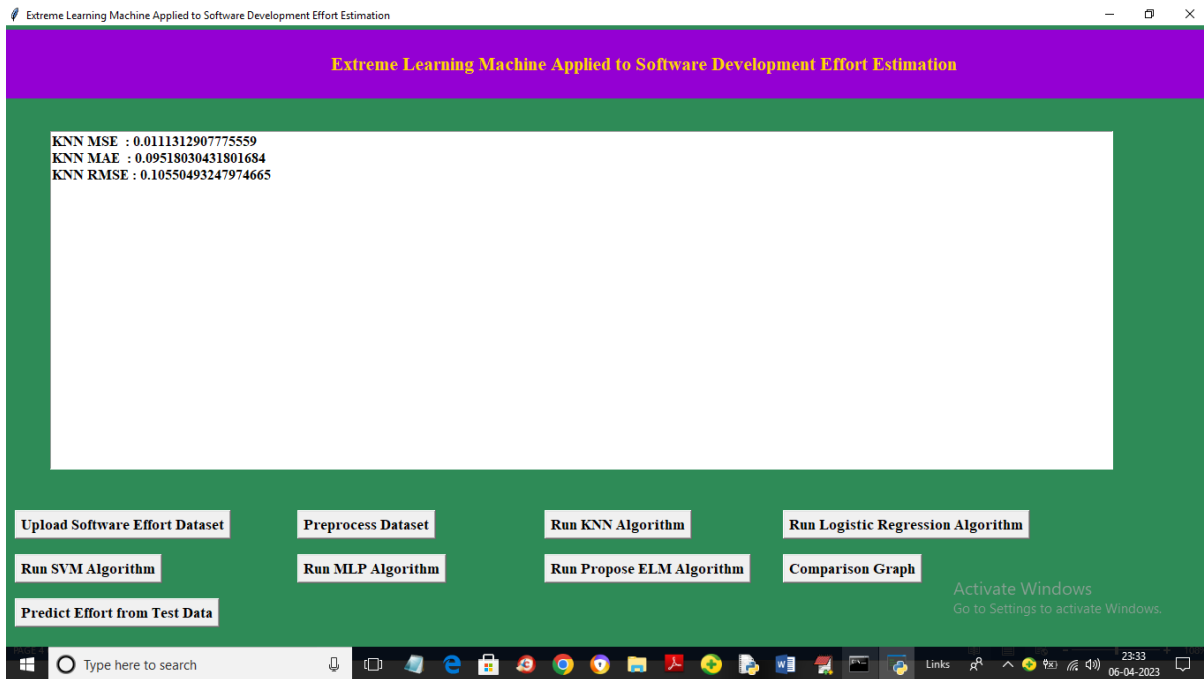 Extreme Learning Machine Applied to Software Development Effort Estimation
Extreme Learning Machine Applied to Software Development Effort Estimation
KNN MSE : 0.0111312907775559
KNN MAE : 0.09518030431801684
KNN RMSE : 0.10550493247974665
Upload Software Effort Dataset
Preprocess Dataset
Run KNN Algorithm
Run Logistic Regression Algorithm
Run SVM Algorithm
Run MLP Algorithm
Run Propose ELM Algorithm
Comparison Graph
Predict Effort from Test Data
Activate Windows
Go to Settings to activate Windows.
Type here to search
Links
23:33
06-04-2023